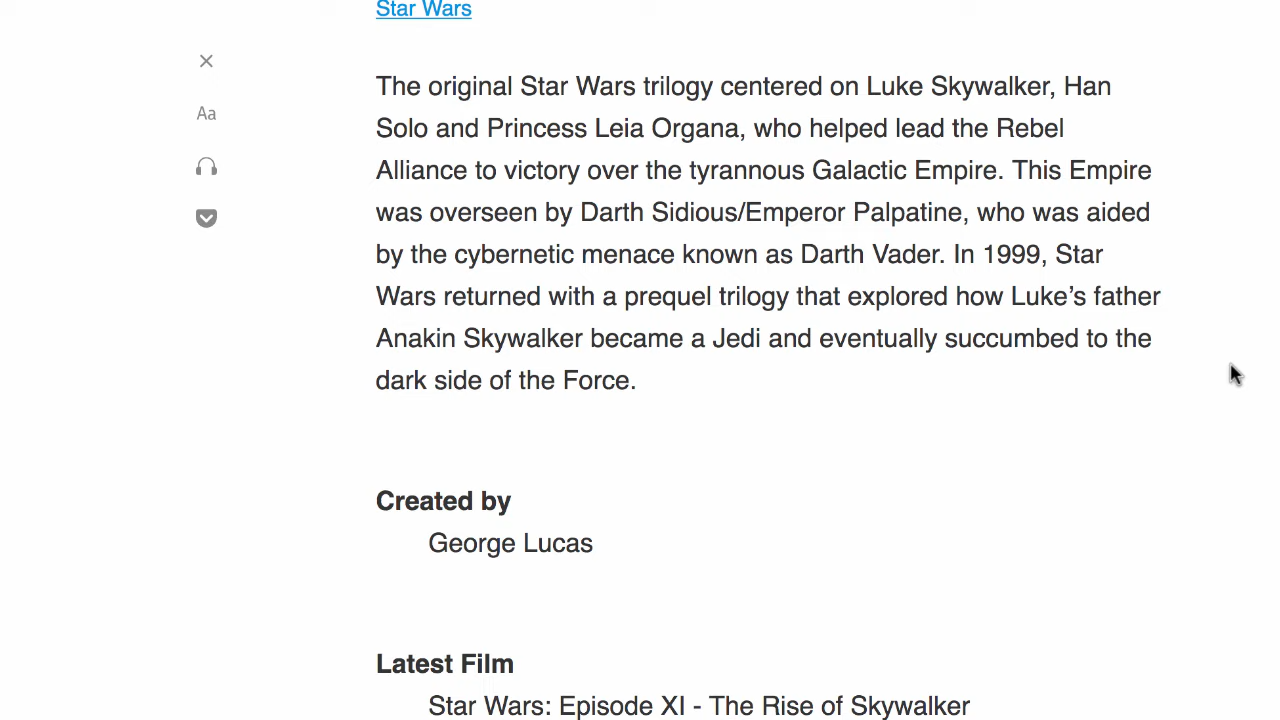 Star Wars
Aa
The original Star Wars trilogy centered on Luke Skywalker, Han
Solo and Princess Leia Organa, who helped lead the Rebel
Alliance to victory over the tyrannous Galactic Empire. This Empire
was overseen by Darth Sidious/Emperor Palpatine, who was aided
by the cybernetic menace known as Darth Vader. In 1999, Star
Wars returned with a prequel trilogy that explored how Luke’s father
Anakin Skywalker became a Jedi and eventually succumbed to the
dark side of the Force.
Created by
George Lucas
Latest Film
Star Wars: Episode XI - The Rise of Skywalker